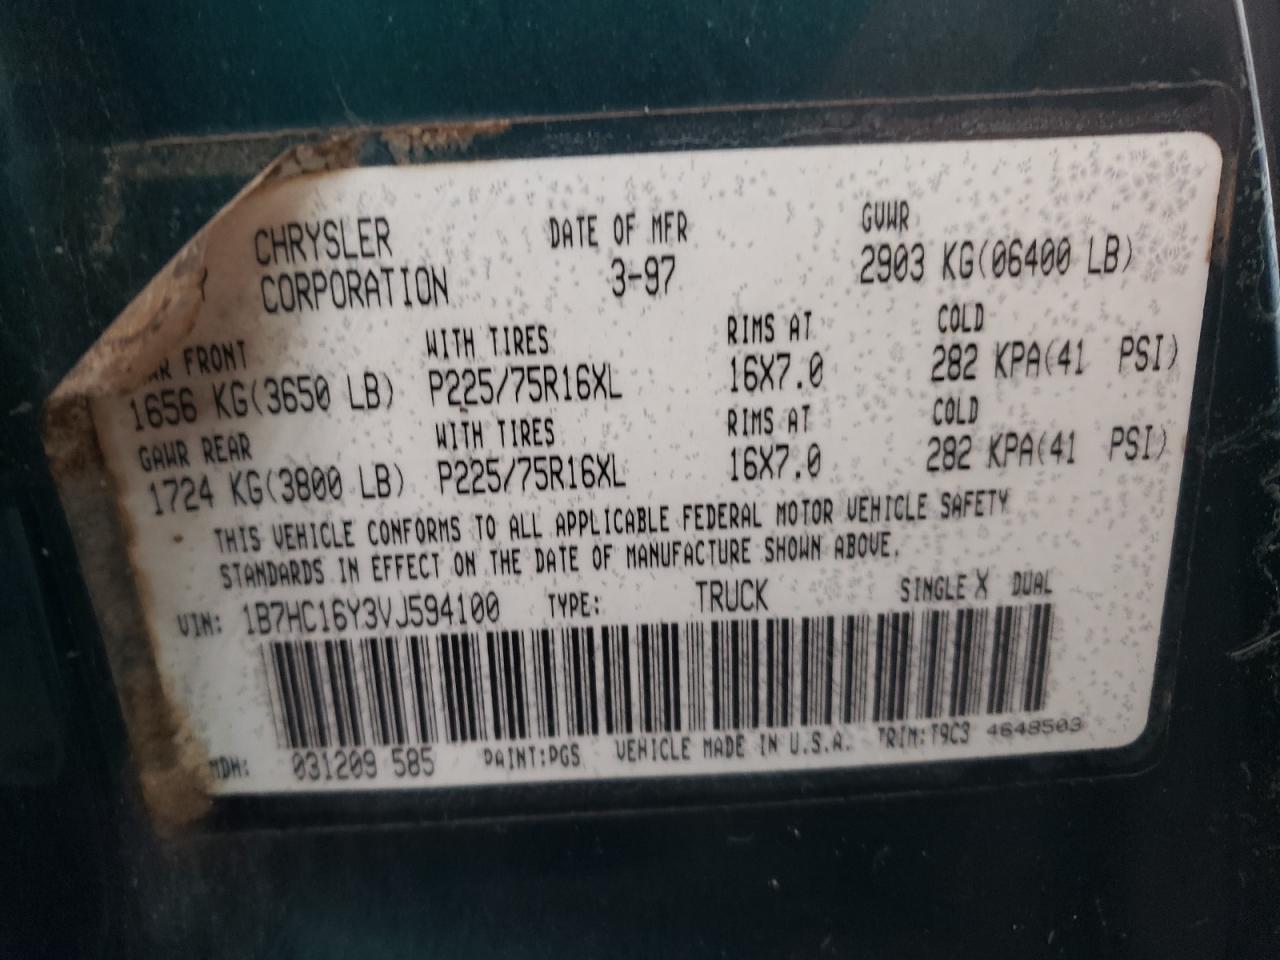 CHRYSLER CORPORATION DATE OF MFR 3-97 GVWR 2903 KG(06400 LB)
FRONT WITH TIRES RIMS AT COLD
1656 KG(3650 LB) P225/75R16XL 16X7.0 282 KPA(41 PSI)
GAWR REAR WITH TIRES RIMS AT COLD
1724 KG(3800 LB) P225/75R16XL 16X7.0 282 KPA(41 PSI)
THIS VEHICLE CONFORMS TO ALL APPLICABLE FEDERAL MOTOR VEHICLE SAFETY
STANDARDS IN EFFECT ON THE DATE OF MANUFACTURE SHOWN ABOVE.
VIN: 1B7HC16Y3VJ594100 TYPE: TRUCK SINGLE X DUAL
MDH: 031209 585 PAINT:PGS VEHICLE MADE IN U.S.A. TRIM:T9C3 4648503